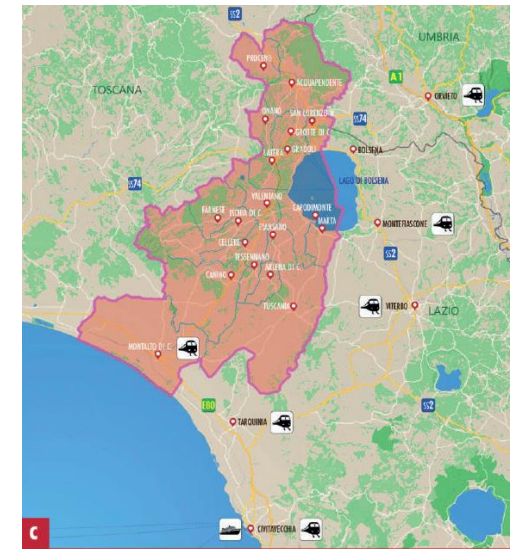 SS2
UMBRIA
PROCENO
A1
TOSCANA
ACQUAPENDENTE
ORVIETO
ONANO
SAN LORENZO N.
SS74
GROTTE DI C.
GRADOLI
BOLSENA
LATERA
LAGO DI BOLSENA
SS74
VALENTANO
CAPODIMONTE
FARNESE
ISCHIA DI C.
MARTA
MONTEFIASCONE
PIANSANO
CELLERE
SS2
TESSENNANO
CANINO
ARLENA DI C.
VITERBO
TUSCANIA
LAZIO
MONTALTO DI C.
E80
SS2
TARQUINIA
C
CIVITAVECCHIA